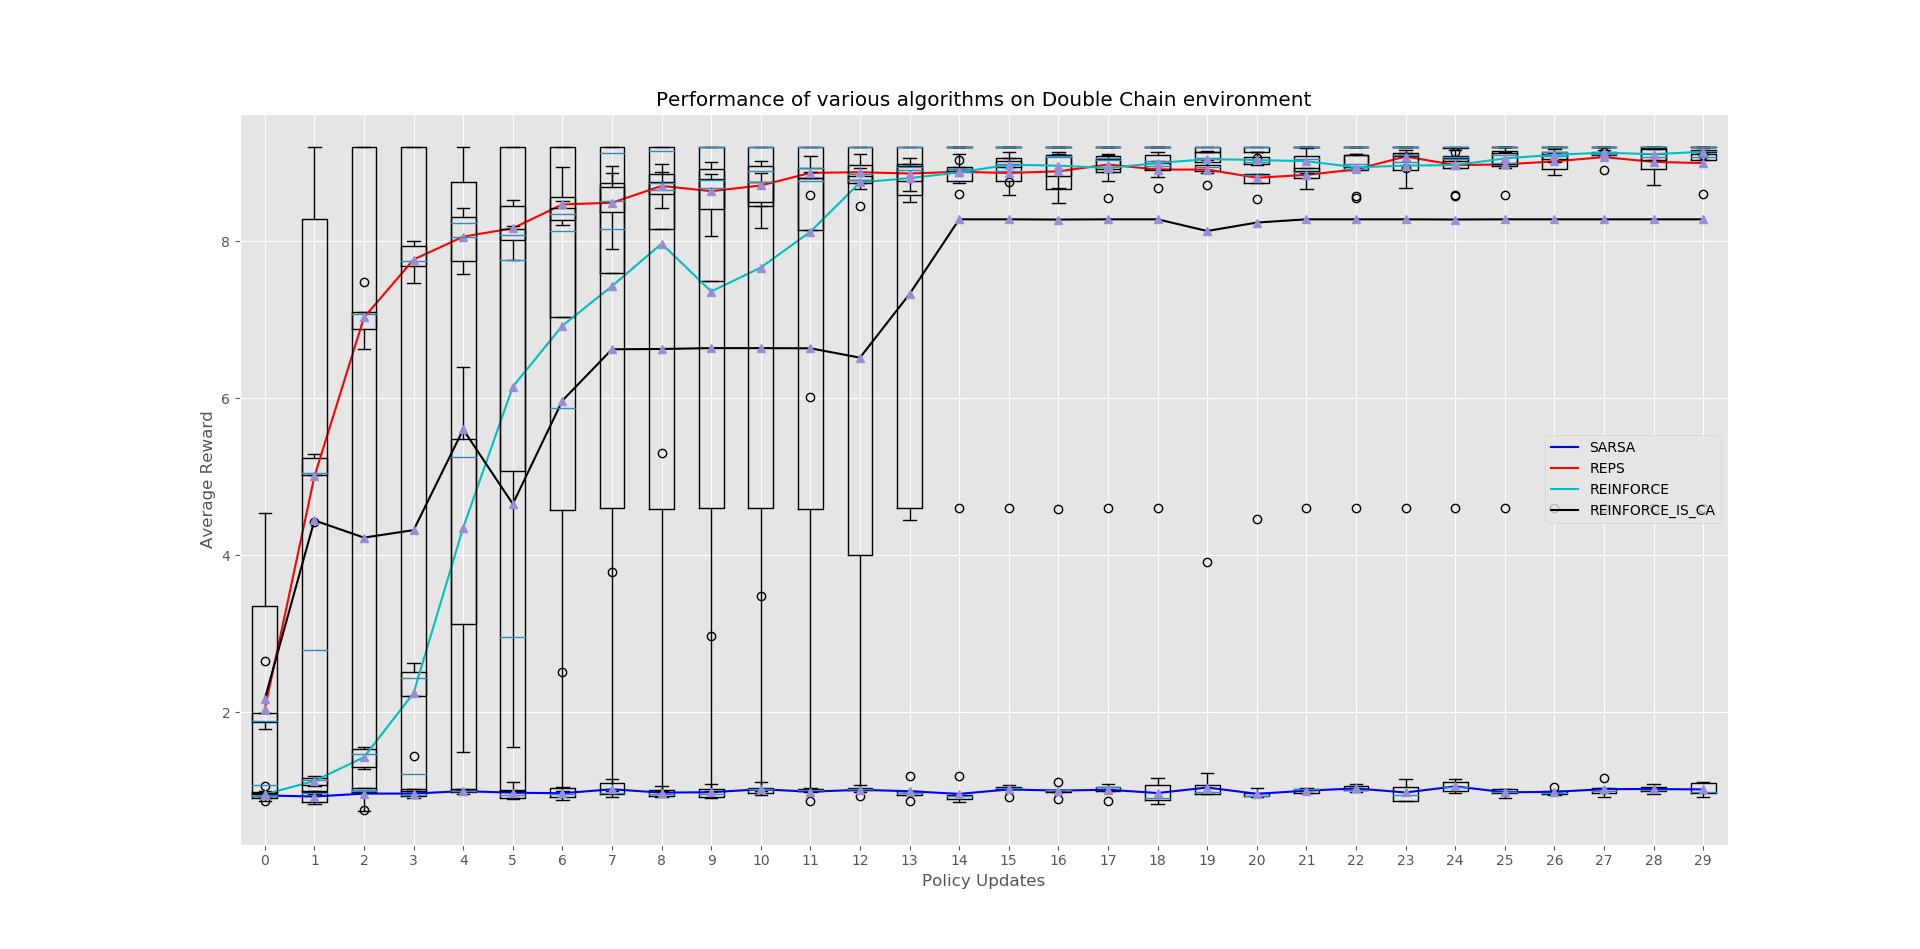 Performance of various algorithms on Double Chain environment
Average Reward
8
6
4
2
SARSA
REPS
REINFORCE
REINFORCE_IS_CA
0 1 2 3 4 5 6 7 8 9 10 11 12 13 14 15 16 17 18 19 20 21 22 23 24 25 26 27 28 29
Policy Updates